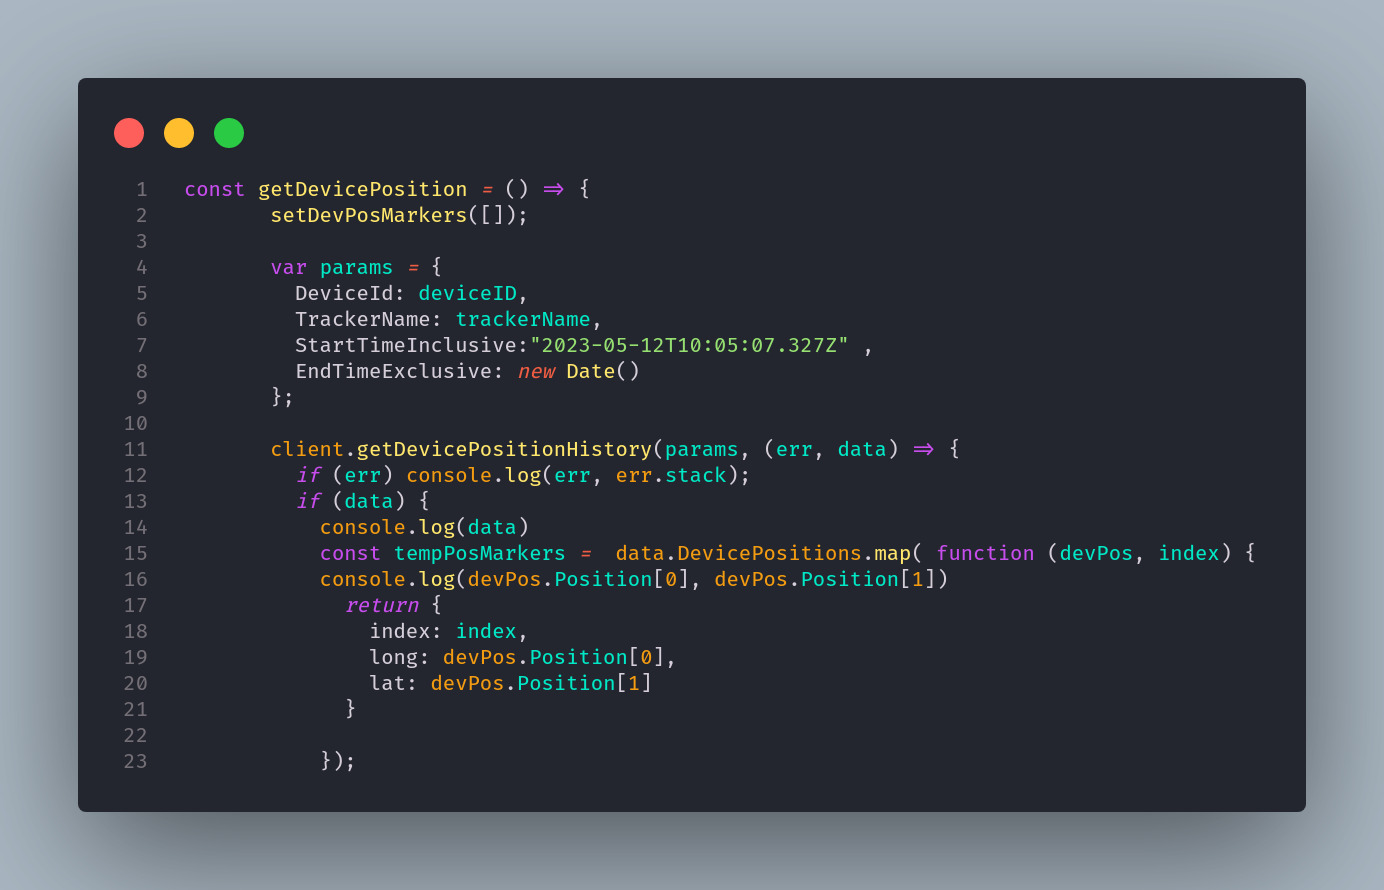 1 const getDevicePosition = () => {
2 setDevPosMarkers([]);
3
4 var params = {
5 DeviceId: deviceID,
6 TrackerName: trackerName,
7 StartTimeInclusive:"2023-05-12T10:05:07.327Z" ,
8 EndTimeExclusive: new Date()
9 };
10
11 client.getDevicePositionHistory(params, (err, data) => {
12 if (err) console.log(err, err.stack);
13 if (data) {
14 console.log(data)
15 const tempPosMarkers =  data.DevicePositions.map( function (devPos, index) {
16 console.log(devPos.Position[0], devPos.Position[1])
17 return {
18 index: index,
19 long: devPos.Position[0],
20 lat: devPos.Position[1]
21 }
22
23 });